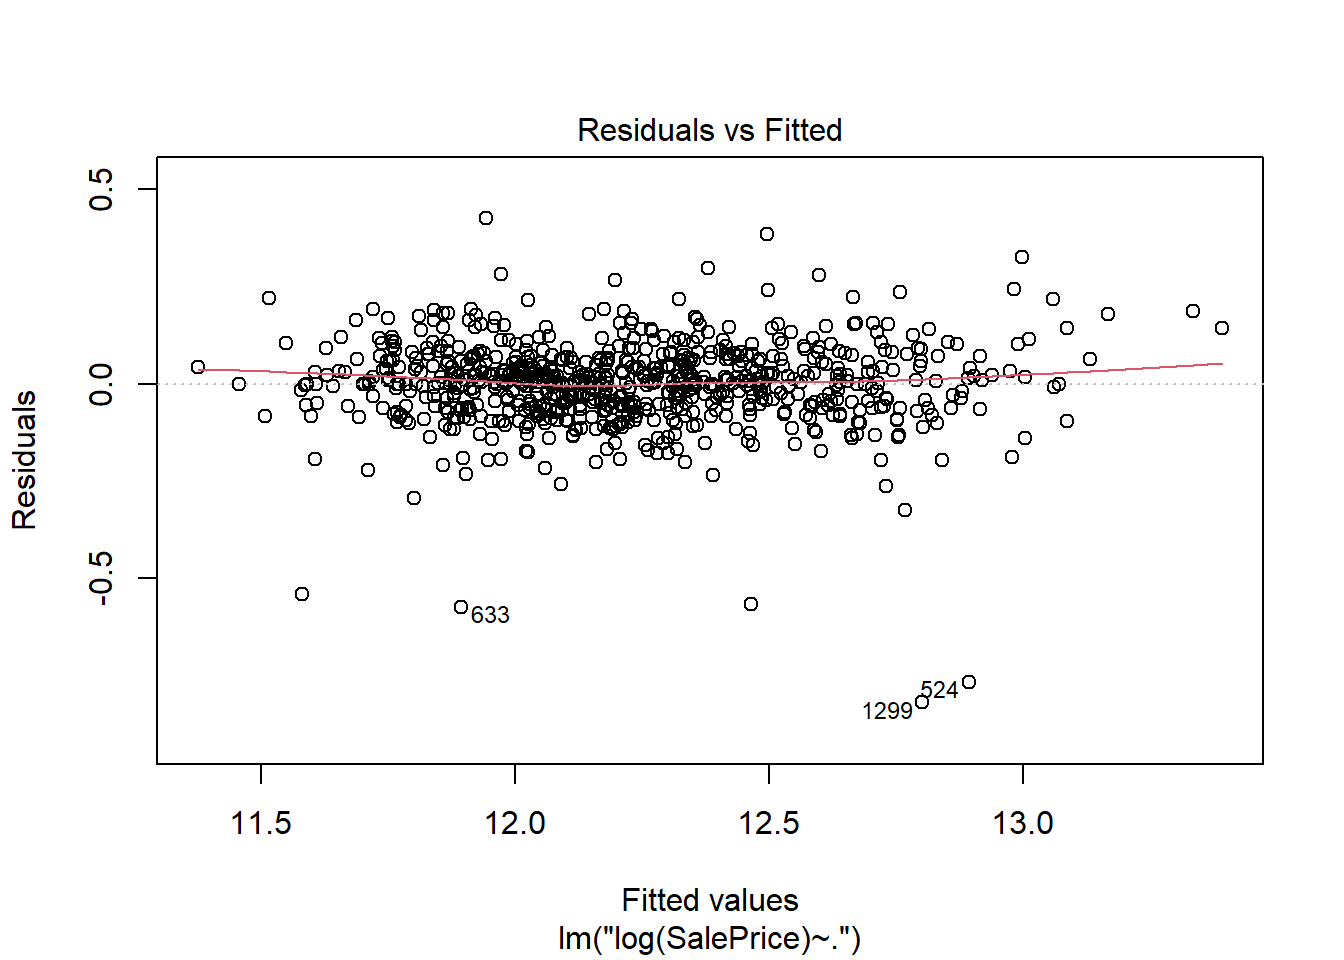 Residuals vs Fitted
Residuals
0.5
0.0
-0.5
633
524
1299
11.5 12.0 12.5 13.0
Fitted values
lm("log(SalePrice)~.")